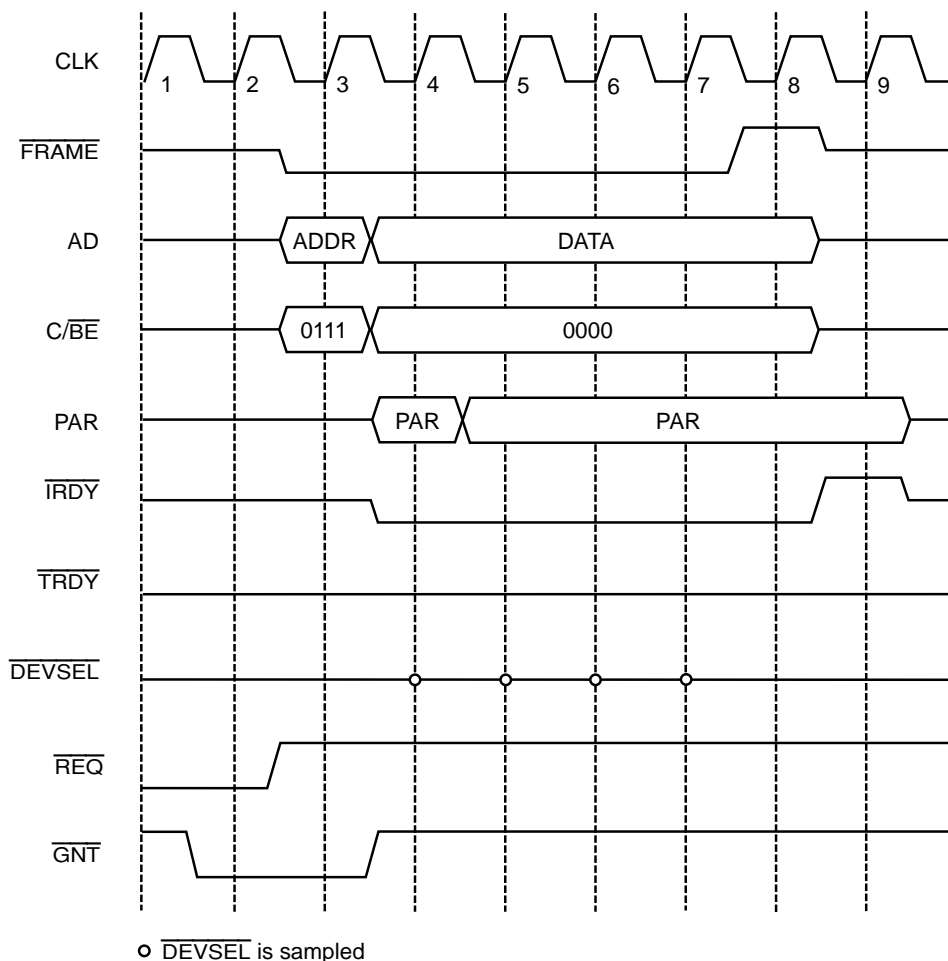 CLK
1 2 3 4 5 6 7 8 9
FRAME
AD ADDR DATA
C/BE 0111 0000
PAR PAR PAR
IRDY
TRDY
DEVSEL
REQ
GNT
DEVSEL is sampled